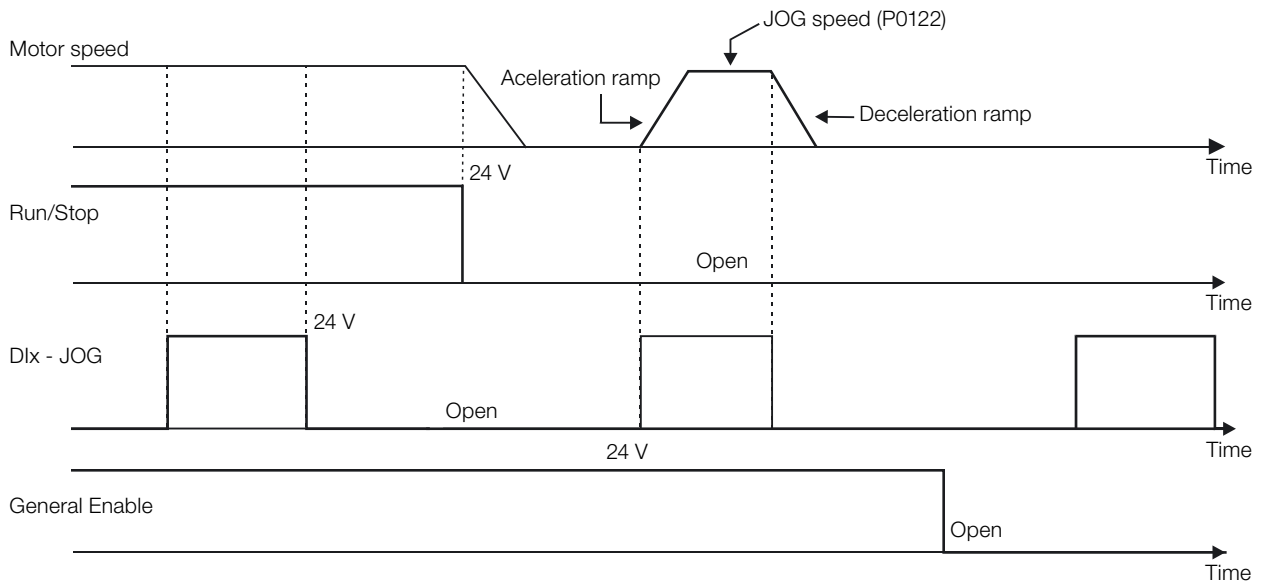 JOG speed (P0122)
Motor speed
Aceleration ramp
Deceleration ramp
Time
24 V
Run/Stop
Open
Time
24 V
DIx - JOG
Open
Time
24 V
General Enable
Open
Time